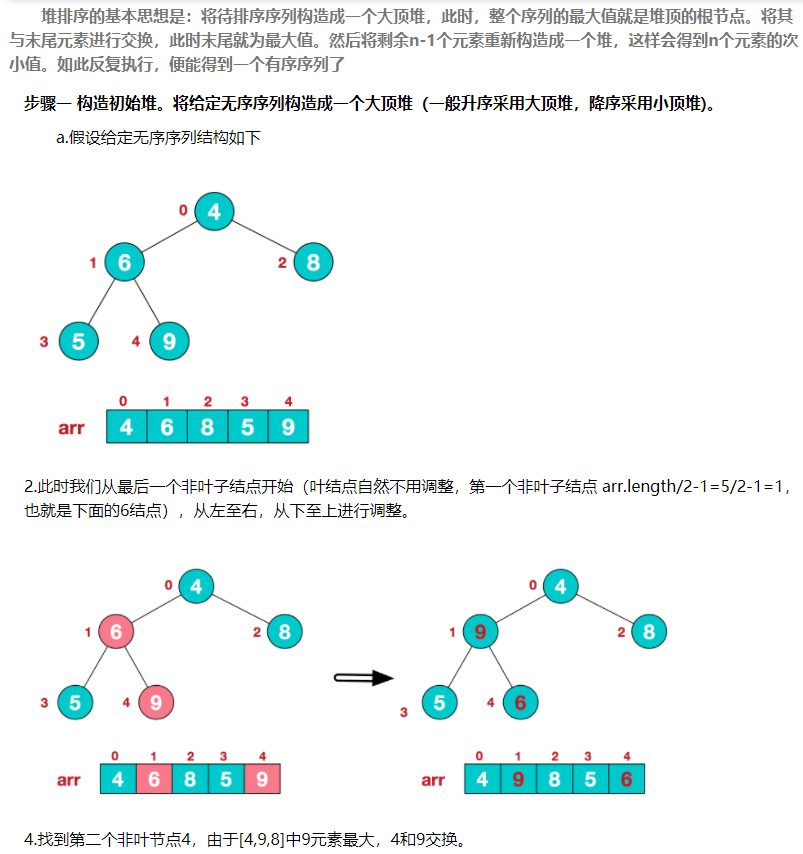 堆排序的基本思想是：将待排序序列构造成一个大顶堆，此时，整个序列的最大值就是堆顶的根节点。将其
与末尾元素进行交换，此时末尾就为最大值。然后将剩余n-1个元素重新构造成一个堆，这样会得到n个元素的次
小值。如此反复执行，便能得到一个有序序列了
步骤一 构造初始堆。将给定无序序列构造成一个大顶堆（一般升序采用大顶堆，降序采用小顶堆)。
a.假设给定无序序列结构如下
0 4
1 6 2 8
3 5 4 9
0 1 2 3 4
arr 4 6 8 5 9
2.此时我们从最后一个非叶子结点开始（叶结点自然不用调整，第一个非叶子结点 arr.length/2-1=5/2-1=1，
也就是下面的6结点），从左至右，从下至上进行调整。
0 4 0 4
1 6 2 8 1 9 2 8
3 5 4 9 3 5 4 6
0 1 2 3 4 0 1 2 3 4
arr 4 6 8 5 9 arr 4 9 8 5 6
4.找到第二个非叶节点4，由于[4,9,8]中9元素最大，4和9交换。